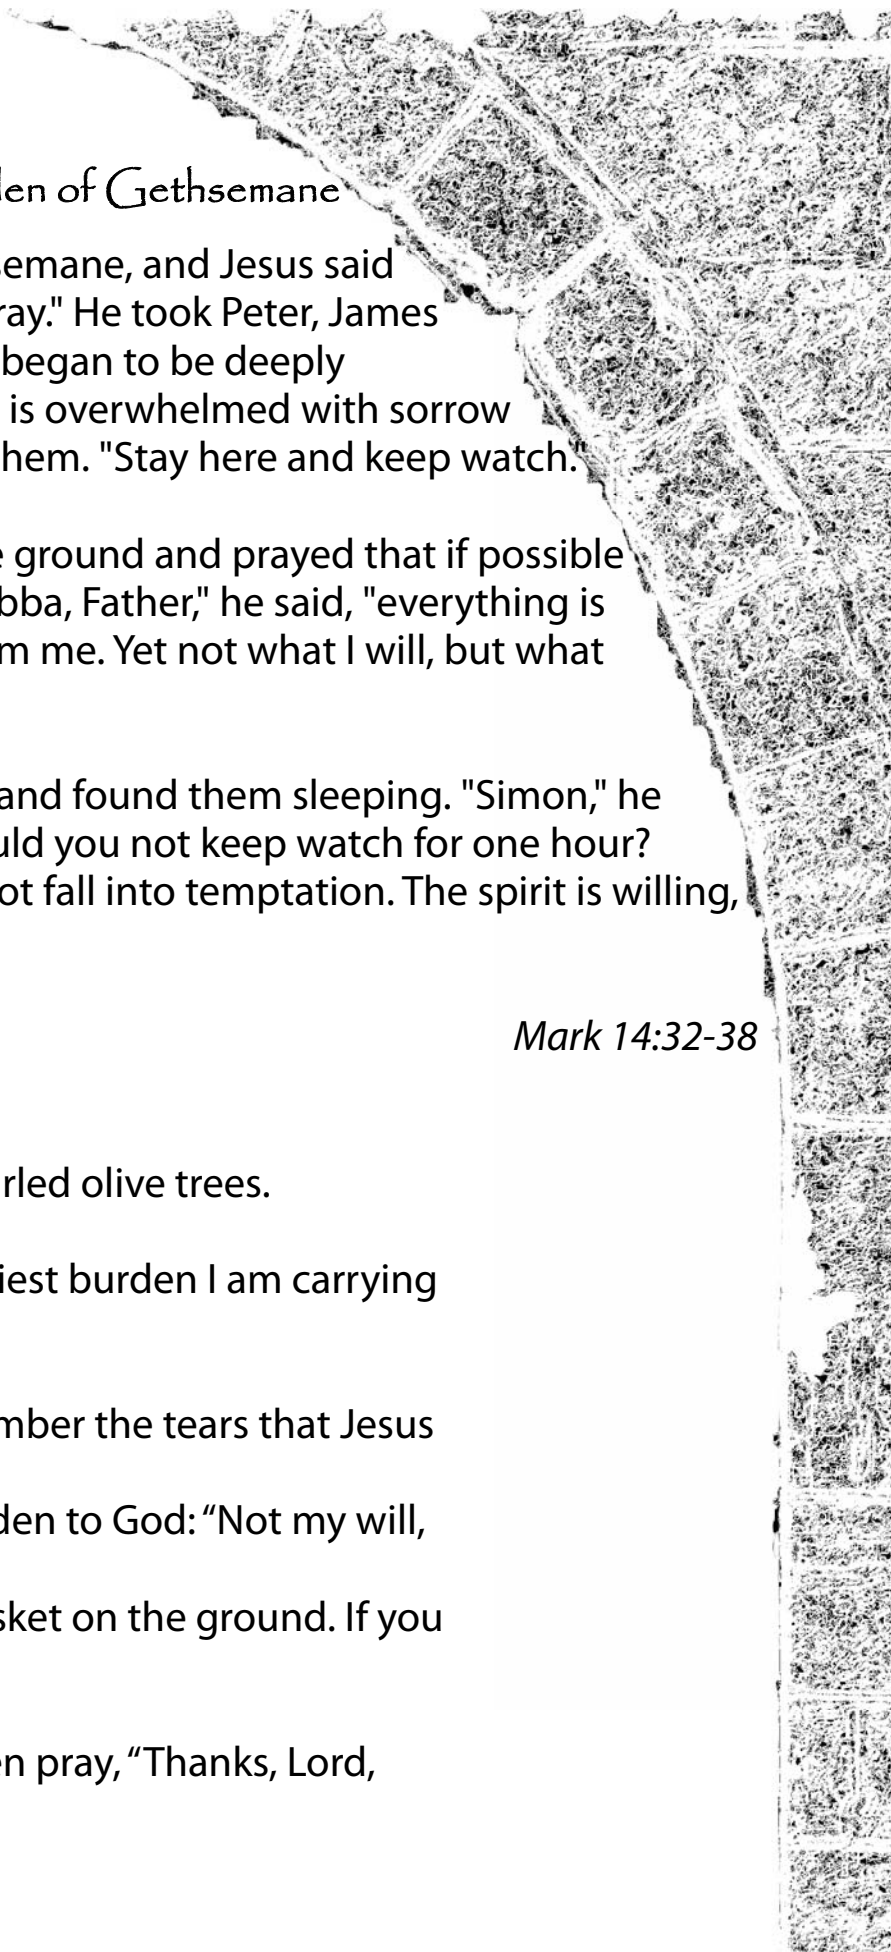 den of Gethsemane
semane, and Jesus said
ray." He took Peter, James
began to be deeply
is overwhelmed with sorrow
hem. "Stay here and keep watch."
e ground and prayed that if possible
bba, Father," he said, "everything is
m me. Yet not what I will, but what
and found them sleeping. "Simon," he
uld you not keep watch for one hour?
ot fall into temptation. The spirit is willing,
Mark 14:32-38
rled olive trees.
iest burden I am carrying
mber the tears that Jesus
den to God: “Not my will,
sket on the ground. If you
en pray, “Thanks, Lord,